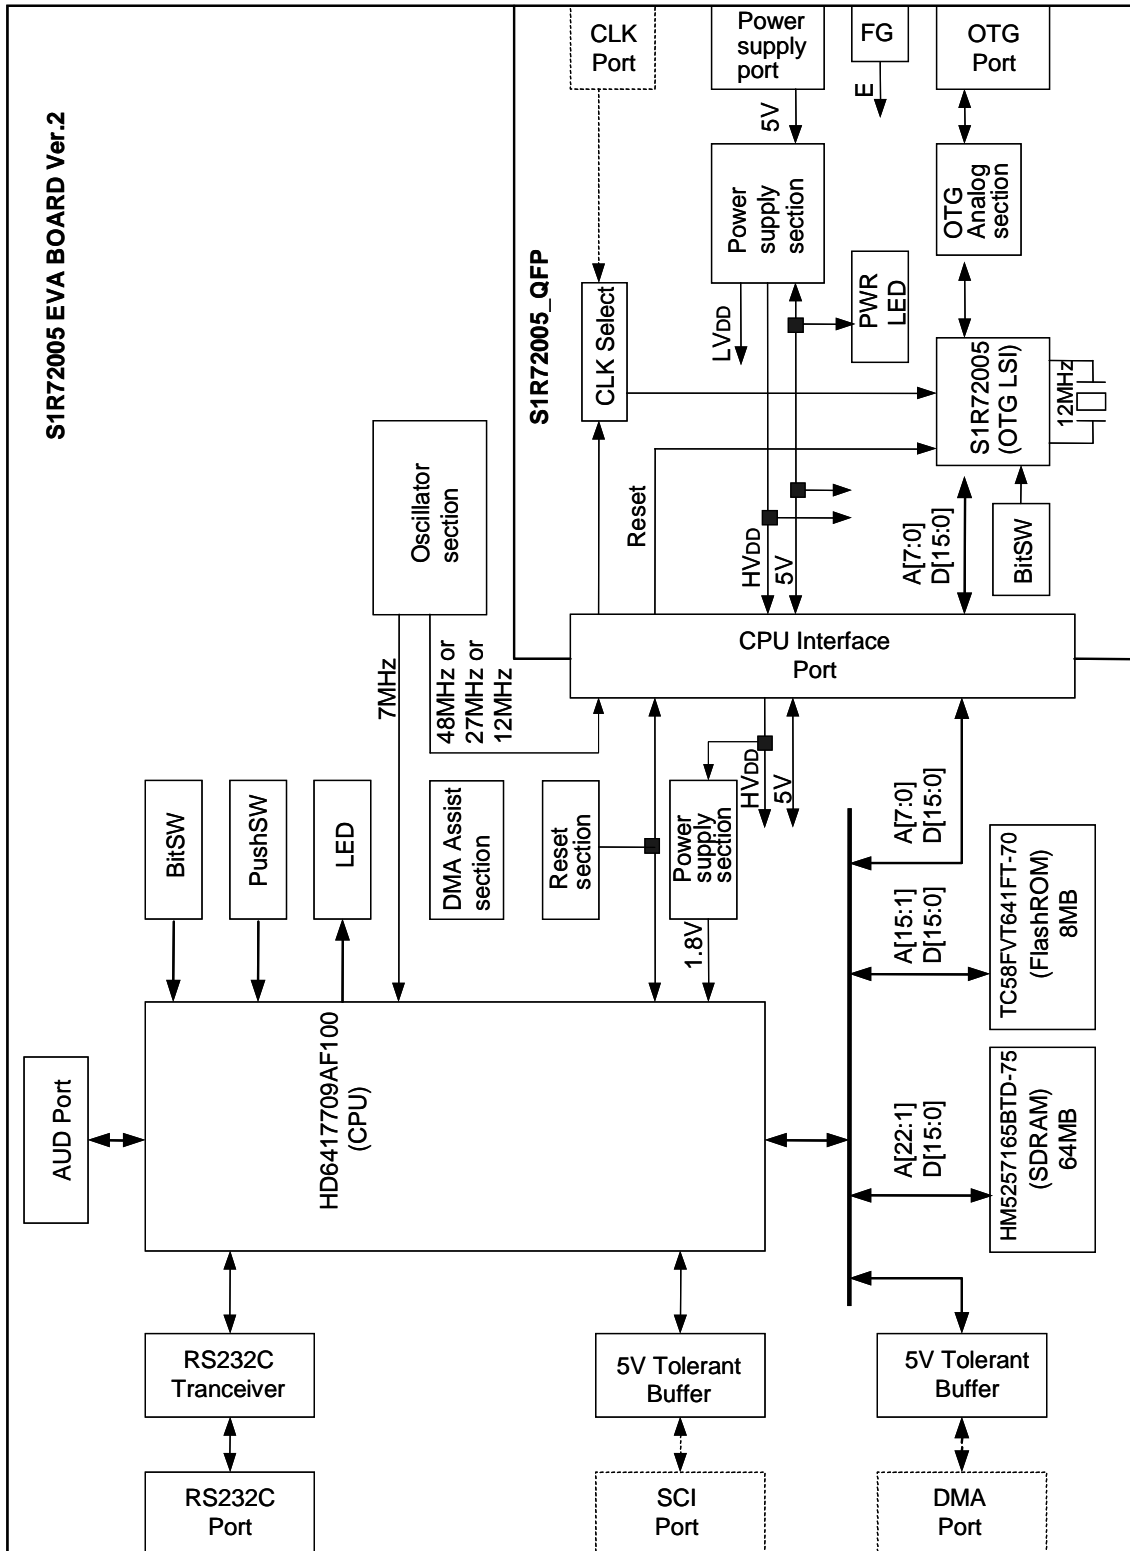 S1R72005 EVA BOARD Ver.2
S1R72005_QFP
CLK
Port
Power
supply
port
FG
OTG
Port
E
5V
Power
supply
section
OTG
Analog
section
CLK Select
LVDD
PWR
LED
S1R72005
(OTG LSI)
12MHz
Oscillator
section
Reset
HVDD
5V
A[7:0]
D[15:0]
BitSW
CPU Interface
Port
7MHz
48MHz or
27MHz or
12MHz
BitSW
PushSW
LED
DMA Assist
section
Reset
section
Power
supply
section
HVDD
5V
1.8V
A[7:0]
D[15:0]
A[15:1]
D[15:0]
TC58FVT641FT-70
(FlashROM)
8MB
AUD Port
HD6417709AF100
(CPU)
A[22:1]
D[15:0]
HM5257165BTD-75
(SDRAM)
64MB
RS232C
Tranceiver
5V Tolerant
Buffer
5V Tolerant
Buffer
RS232C
Port
SCI
Port
DMA
Port